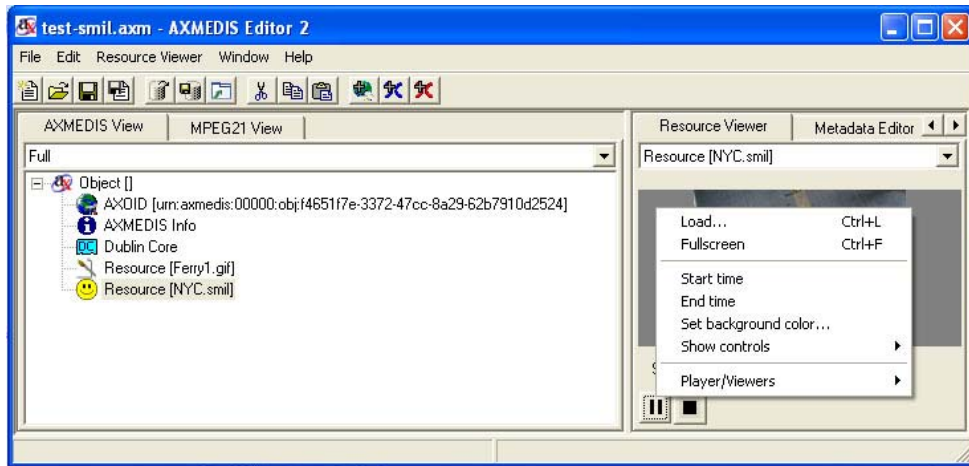 test-smil.axm - AXMEDIS Editor 2
File Edit Resource Viewer Window Help
AXMEDIS View MPEG21 View
Full
Object []
AXOID [urn:axmedis:00000:obj:f4651f7e-3372-47cc-8a29-62b7910d2524]
AXMEDIS Info
DC Dublin Core
Resource [Ferry1.gif]
Resource [NYC.smil]
Resource Viewer Metadata Editor
Resource [NYC.smil]
Load... Ctrl+L
Fullscreen Ctrl+F
Start time
End time
Set background color...
Show controls
Player/Viewers